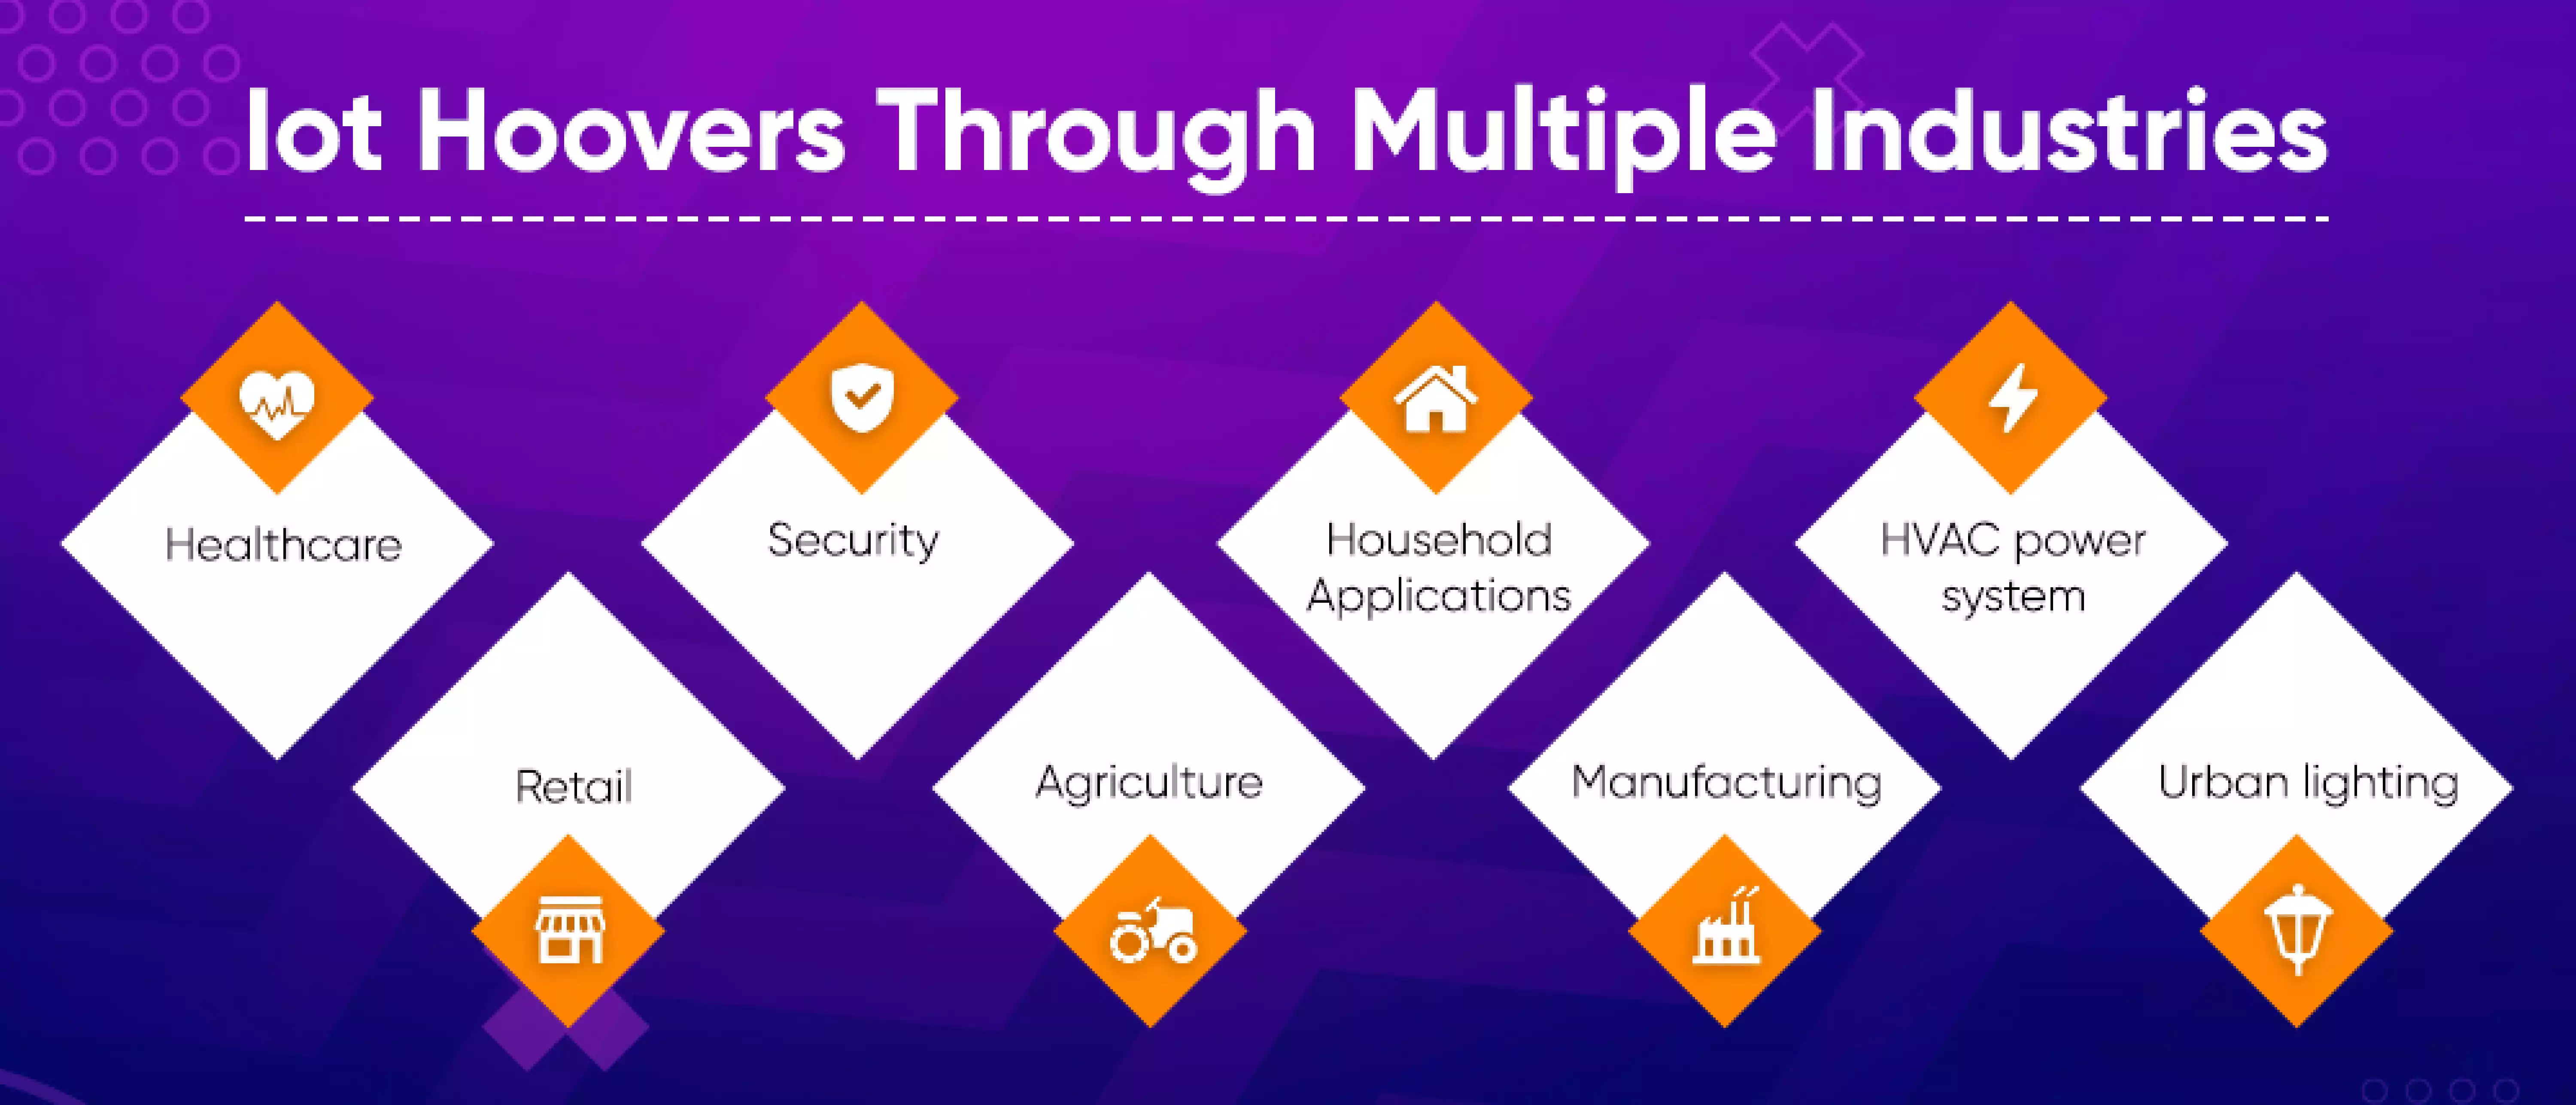 Iot Hoovers Through Multiple Industries
Healthcare
Security
Household
Applications
HVAC power
system
Retail
Agriculture
Manufacturing
Urban lighting